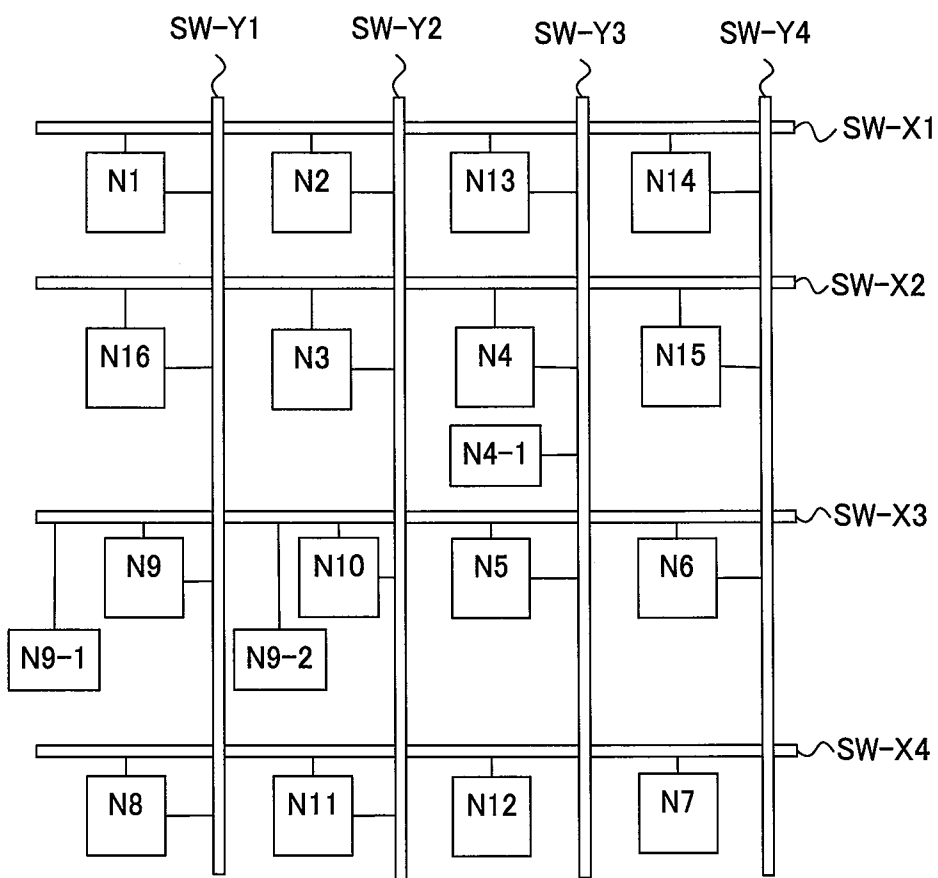 SW-Y1 SW-Y2 SW-Y3 SW-Y4
SW-X1
N1 N2 N13 N14
SW-X2
N16 N3 N4 N15
N4-1
SW-X3
N9 N10 N5 N6
N9-1 N9-2
SW-X4
N8 N11 N12 N7